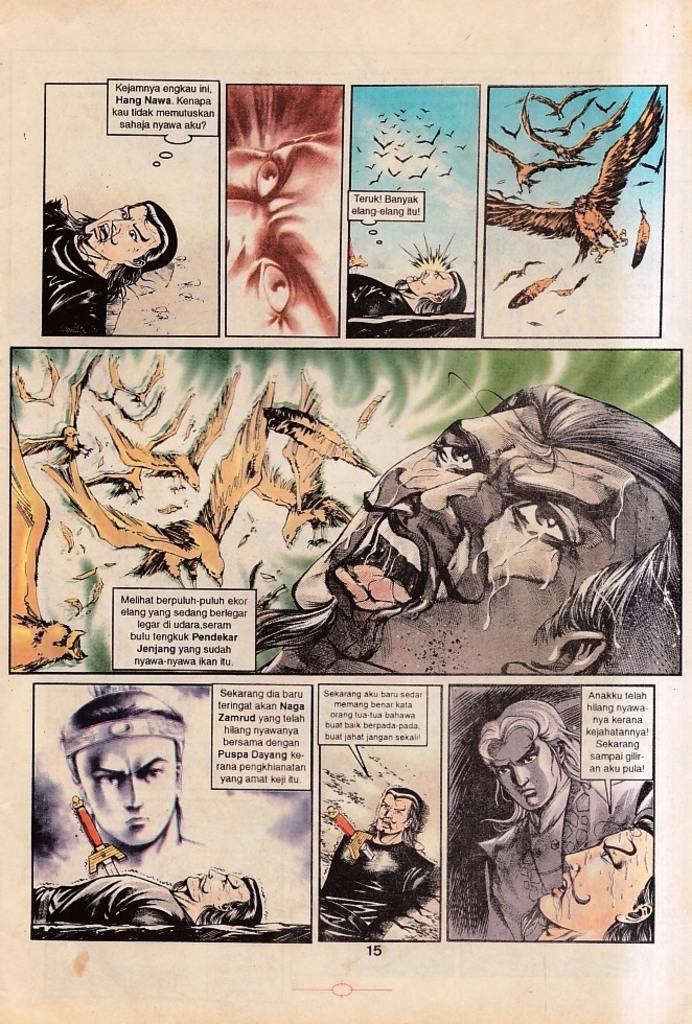 Kejamnya engkau ini,
Hang Nawa. Kenapa
kau tidak memutuskan
sahaja nyawa aku?
Teruk! Banyak
elang-elang itu!
Melihat berpuluh-puluh ekor
elang yang sedang berlegar
legar di udara,seram
bulu tengkuk Pendekar
Jenjang yang sudah
nyawa-nyawa ikan itu.
Sekarang dia baru
teringat akan Naga
Zamrud yang telah
hilang nyawanya
bersama dengan
Puspa Dayang ke-
rana pengkhianatan
yang amat keji itu.
Sekarang aku baru sedar
memang benar kata
orang tua-tua bahawa
buat baik berpada-pada,
buat jahat jangan sekali!
Anakku telah
hilang nyawa-
nya kerana
kejahatannya!
Sekarang
sampai gilir-
an aku pula!
15